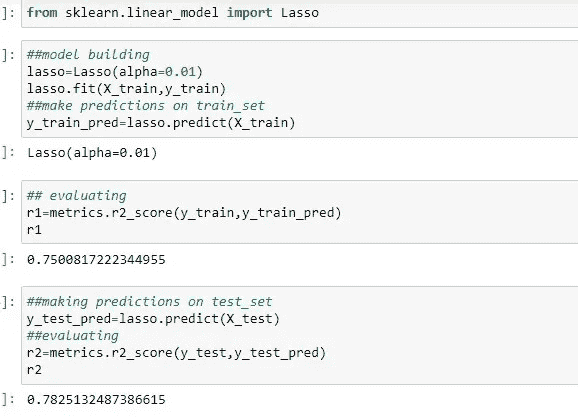 ]: from sklearn.linear_model import Lasso
]: ##model building
lasso=Lasso(alpha=0.01)
lasso.fit(X_train,y_train)
##make predictions on train_set
y_train_pred=lasso.predict(X_train)
]: Lasso(alpha=0.01)
]: ## evaluating
r1=metrics.r2_score(y_train,y_train_pred)
r1
]: 0.7500817222344955
]: ##making predictions on test_set
y_test_pred=lasso.predict(X_test)
##evaluating
r2=metrics.r2_score(y_test,y_test_pred)
r2
]: 0.7825132487386615